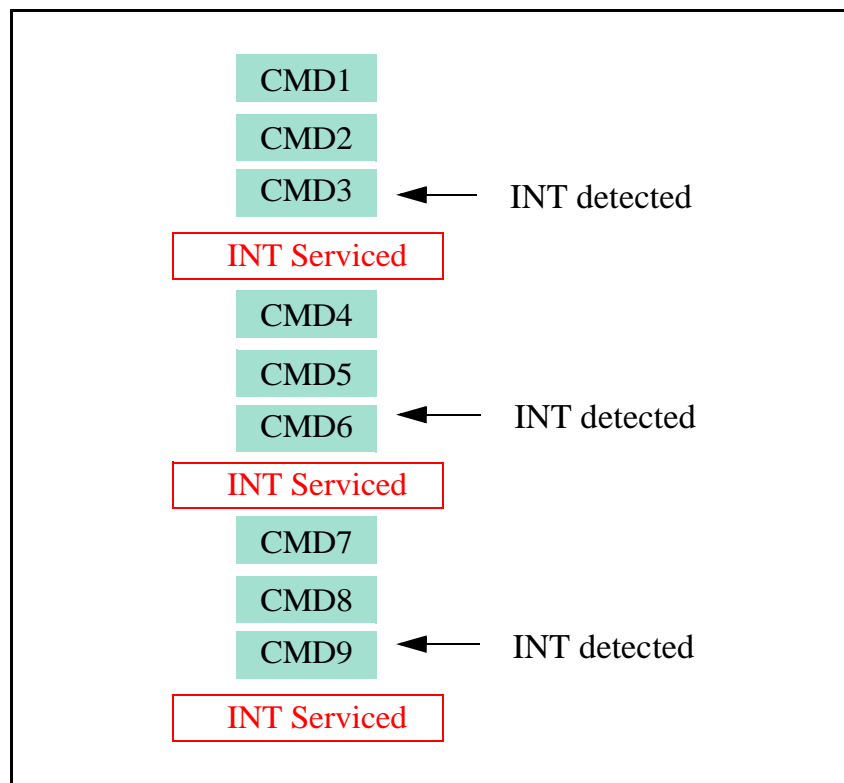 CMD1
CMD2
CMD3
INT detected
INT Serviced
CMD4
CMD5
CMD6
INT detected
INT Serviced
CMD7
CMD8
CMD9
INT detected
INT Serviced